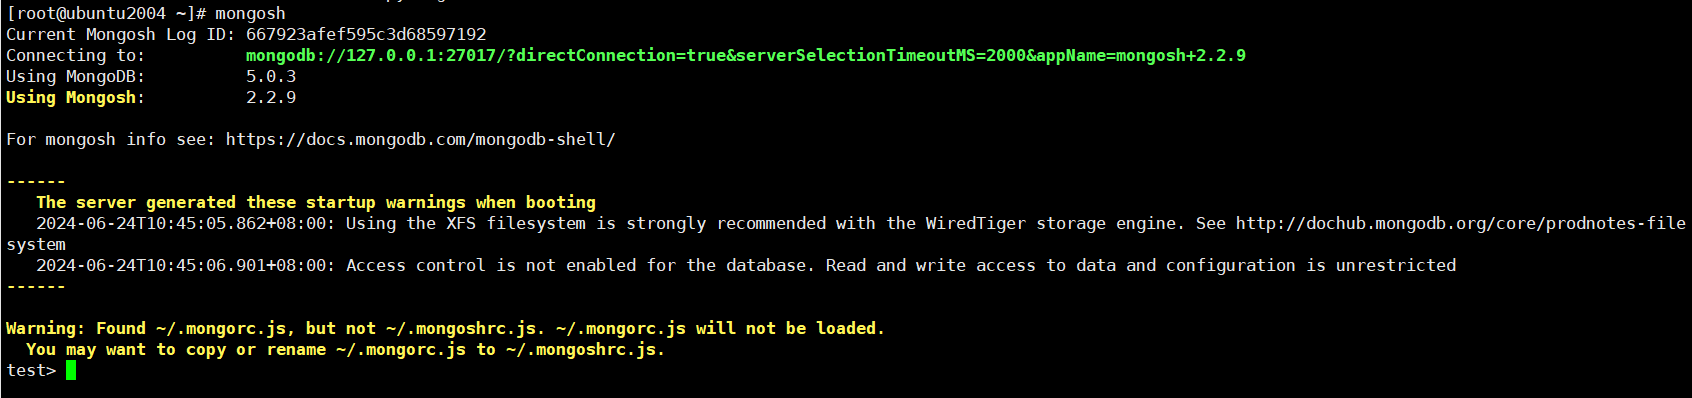 [root@ubuntu2004 ~]# mongosh
Current Mongosh Log ID: 667923afef595c3d68597192
Connecting to:          mongodb://127.0.0.1:27017/?directConnection=true&serverSelectionTimeoutMS=2000&appName=mongosh+2.2.9
Using MongoDB:          5.0.3
Using Mongosh:          2.2.9
For mongosh info see: https://docs.mongodb.com/mongodb-shell/
------
   The server generated these startup warnings when booting
   2024-06-24T10:45:05.862+08:00: Using the XFS filesystem is strongly recommended with the WiredTiger storage engine. See http://dochub.mongodb.org/core/prodnotes-file
system
   2024-06-24T10:45:06.901+08:00: Access control is not enabled for the database. Read and write access to data and configuration is unrestricted
------
Warning: Found ~/.mongorc.js, but not ~/.mongoshrc.js. ~/.mongorc.js will not be loaded.
  You may want to copy or rename ~/.mongorc.js to ~/.mongoshrc.js.
test>